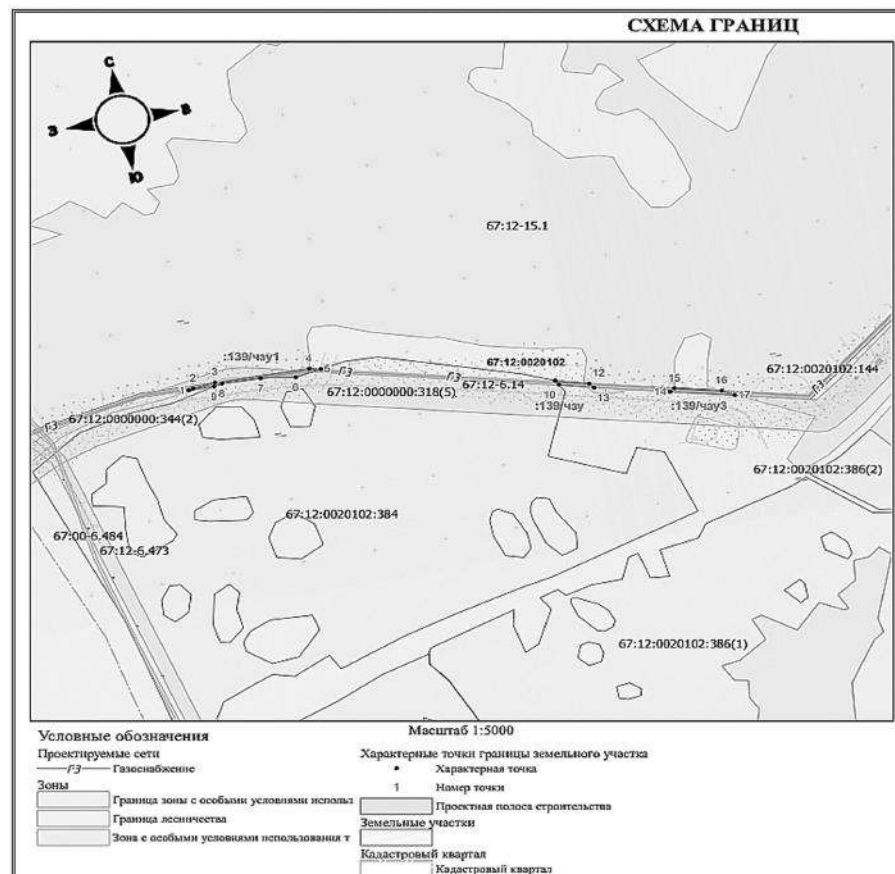 СХЕМА ГРАНИЦ
С
В
З
Ю
67:12-15.1
:139/чзу1
4
67:12:0020102
3
5
Г3
67:12:0020102:144
2
67:12-6.14
12
15
16
1
9
8
7
6
67:12:0000000:318(5)
10
13
14
17
Г3
67:12:0000000:344(2)
:139/чзу
:139/чзу3
Г3
67:12:0020102:386(2)
67:12:0020102:384
67:00-6.484
67:12-6.473
67:12:0020102:386(1)
Масштаб 1:5000
Условные обозначения
Проектируемые сети
Г3 Газоснабжение
Зоны
Граница зоны с особыми условиями использ
Граница лесничества
Зона с особыми условиями использования т
Характерные точки границы земельного участка
Характерная точка
1 Номер точки
Проектная полоса строительства
Земельные участки
Кадастровый квартал
Кадастровый квартал